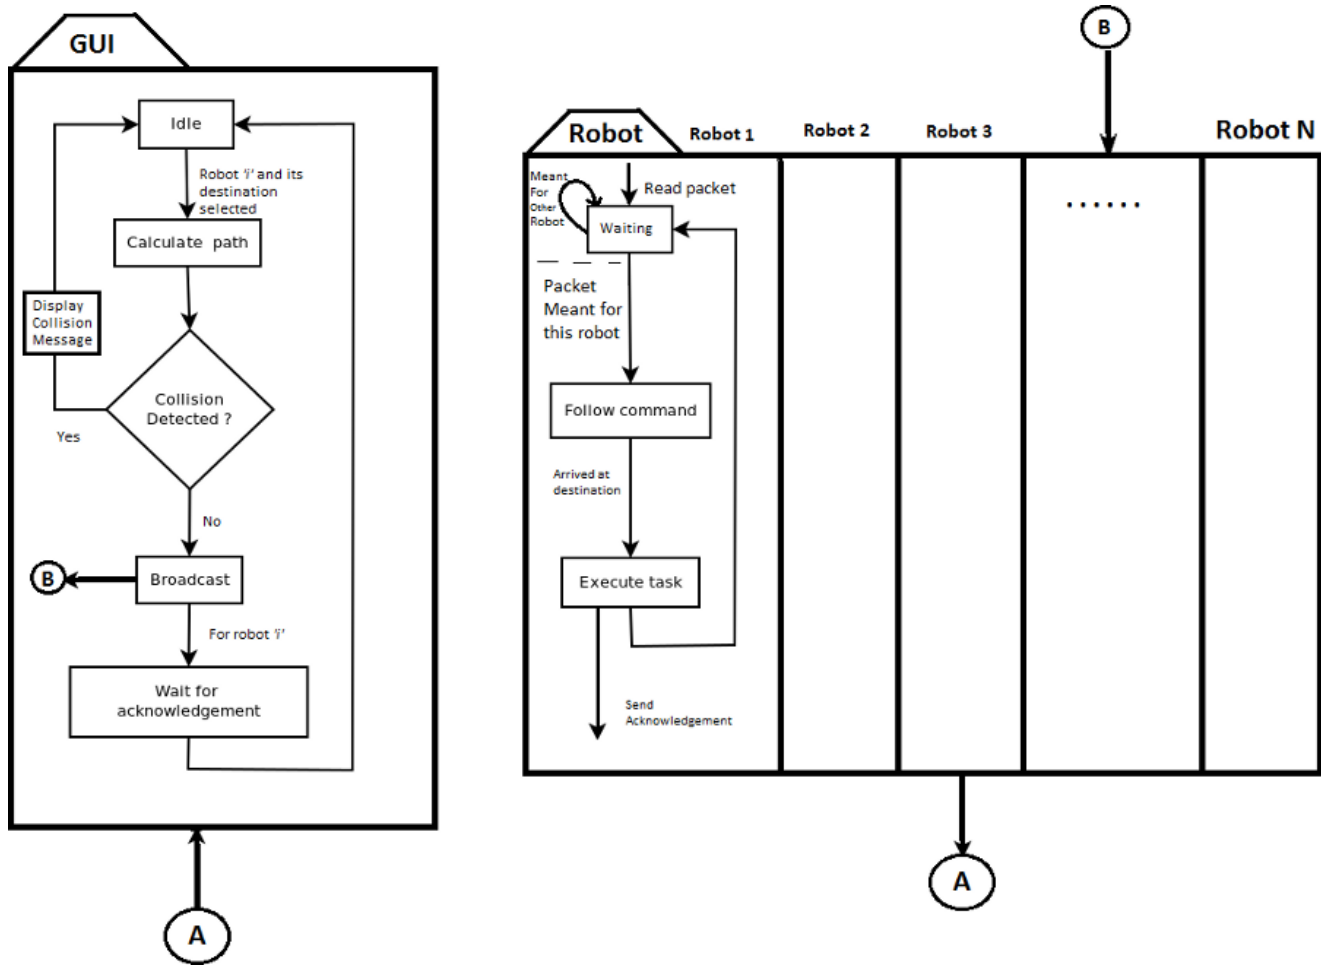 GUI
Idle
Robot 'i' and its
destination
selected
Calculate path
Display
Collision
Message
Collision
Detected ?
Yes
No
B
Broadcast
For robot 'i'
Wait for
acknowledgement
A
B
Robot
Robot 1
Robot 2
Robot 3
Robot N
Meant
For
Other
Robot
Read packet
Waiting
......
Packet
Meant for
this robot
Follow command
Arrived at
destination
Execute task
Send
Acknowledgement
A